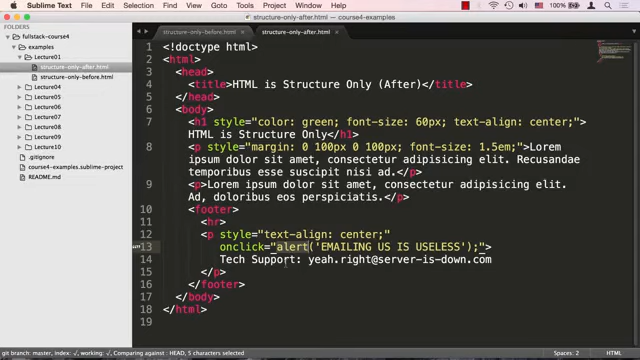 Sublime Text File Edit Selection Find View Goto Tools Project Window Help 100% Sun
structure-only-after.html — course4-examples
FOLDERS
fullstack-course4
examples
Lecture01
structure-only-after.html
structure-only-before.html
Lecture04
Lecture05
Lecture06
Lecture07
Lecture08
Lecture09
Lecture10
.gitignore
course4-examples.sublime-project
README.md
structure-only-before.html structure-only-after.html
1 <!doctype html>
2 <html>
3 <head>
4 <title>HTML is Structure Only (After)</title>
5 </head>
6 <body>
7 <h1 style="color: green; font-size: 60px; text-align: center;">
HTML is Structure Only</h1>
8 <p style="margin: 0 100px 0 100px; font-size: 1.5em;">Lorem
ipsum dolor sit amet, consectetur adipisicing elit. Recusandae
temporibus esse suscipit nisi ad.</p>
9 <p>Lorem ipsum dolor sit amet, consectetur adipisicing elit.
Ad, doloribus eos perspiciatis.</p>
10 <footer>
11 <hr>
12 <p style="text-align: center;"
13 onclick="alert('EMAILING US IS USELESS');">
14 Tech Support: yeah.right@server-is-down.com
15 </p>
16 </footer>
17 </body>
18 </html>
19
git branch: master, index: ✓, working: ✓, Comparing against : HEAD, 5 characters selected Spaces: 2 HTML